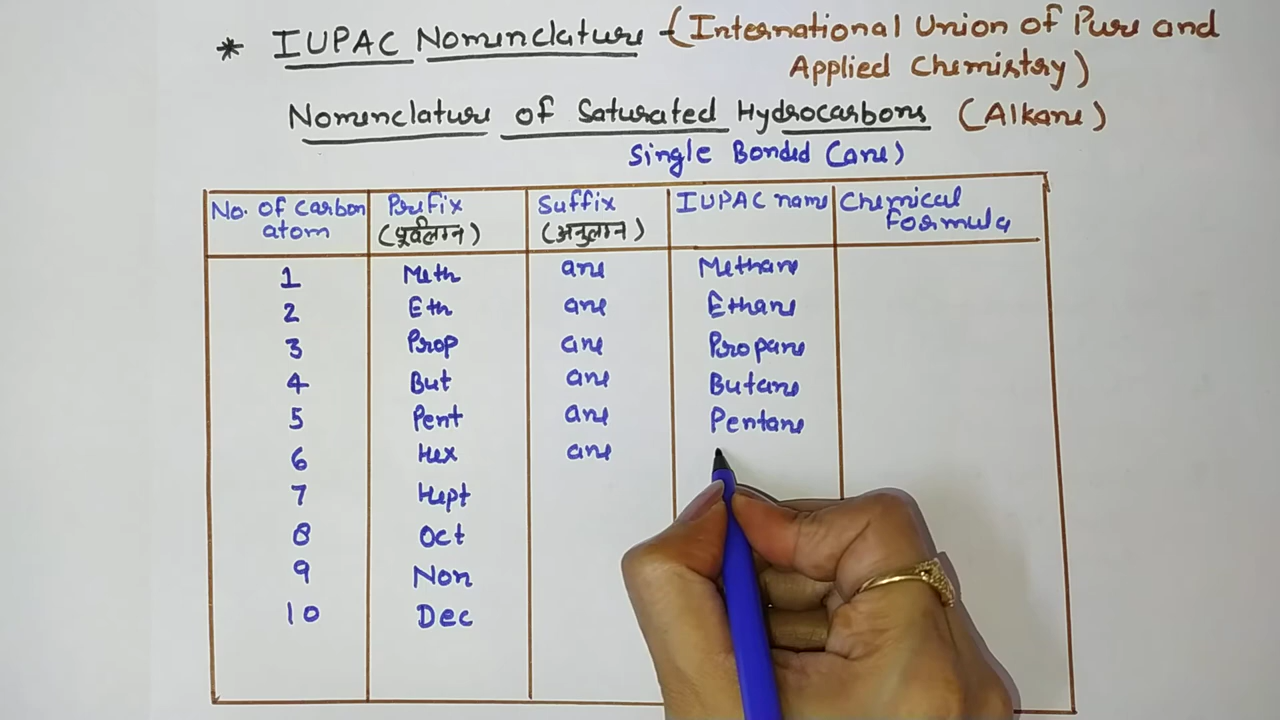 * IUPAC Nomenclature - (International Union of Pure and
Applied Chemistry)
Nomenclature of Saturated Hydrocarbons (Alkane)
Single Bonded (ane)
No. of Carbon atom | Prefix (पूर्वलग्न) | Suffix (अनुलग्न) | IUPAC name | Chemical Formula
1 Meth ane Methane
2 Eth ane Ethane
3 Prop ane Propane
4 But ane Butane
5 Pent ane Pentane
6 Hex ane
7 Hept
8 Oct
9 Non
10 Dec